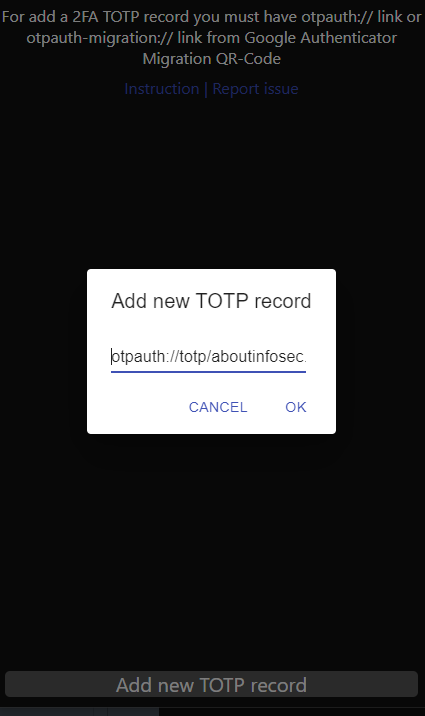 For add a 2FA TOTP record you must have otpauth:// link or
otpauth-migration:// link from Google Authenticator
Migration QR-Code
Instruction | Report issue
Add new TOTP record
otpauth://totp/aboutinfosec.
CANCEL OK
Add new TOTP record